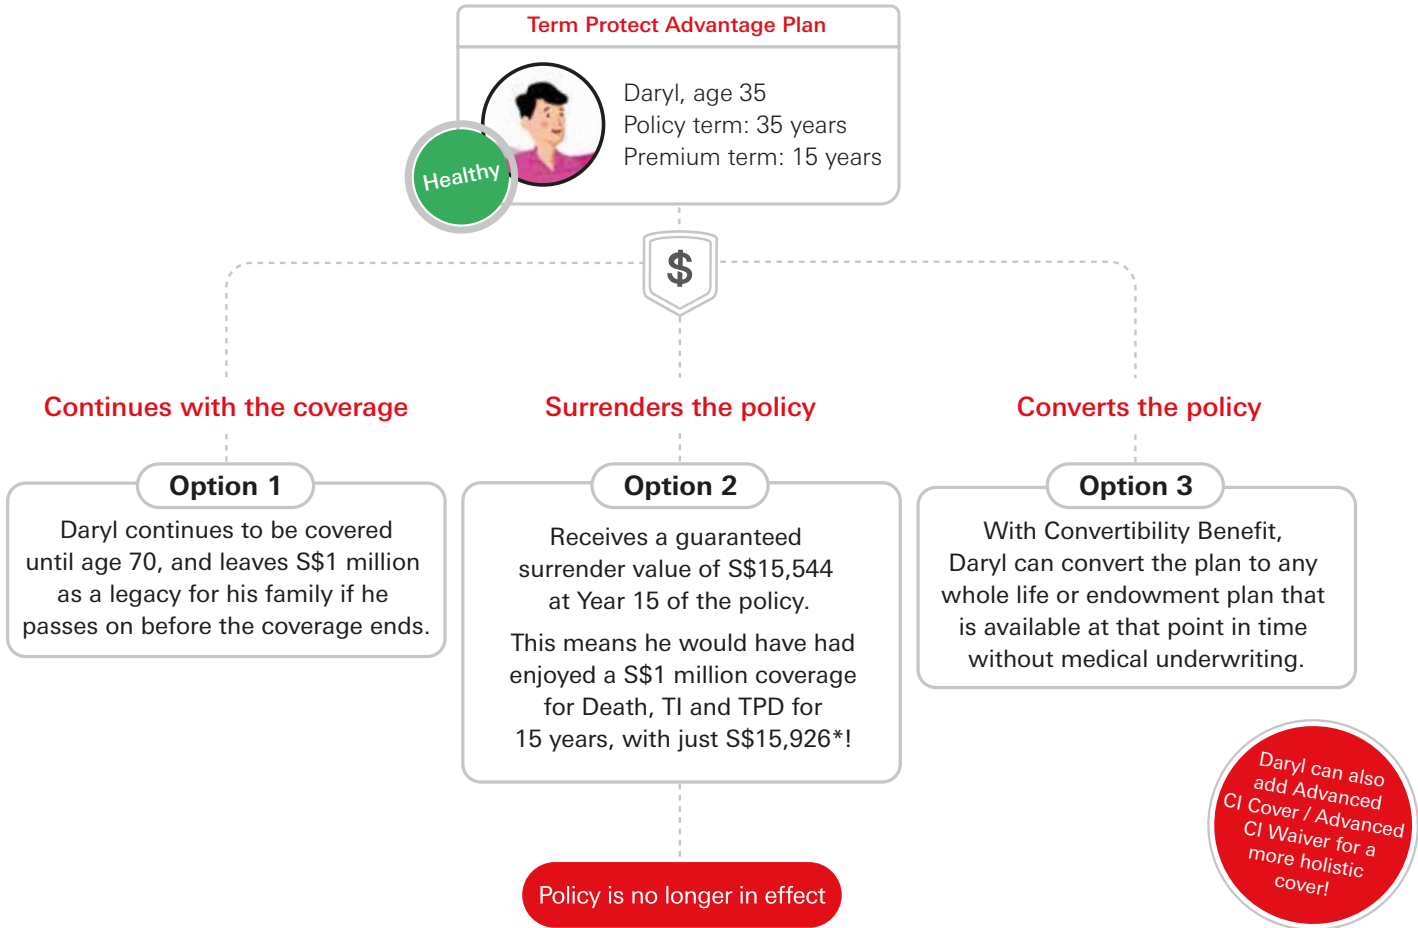 Term Protect Advantage Plan
Daryl, age 35
Policy term: 35 years
Premium term: 15 years
Healthy
$
Continues with the coverage
Option 1
Daryl continues to be covered
until age 70, and leaves S$1 million
as a legacy for his family if he
passes on before the coverage ends.
Surrenders the policy
Option 2
Receives a guaranteed
surrender value of S$15,544
at Year 15 of the policy.
This means he would have had
enjoyed a S$1 million coverage
for Death, TI and TPD for
15 years, with just S$15,926*!
Policy is no longer in effect
Converts the policy
Option 3
With Convertibility Benefit,
Daryl can convert the plan to any
whole life or endowment plan that
is available at that point in time
without medical underwriting.
Daryl can also
add Advanced
CI Cover / Advanced
CI Waiver for a
more holistic
cover!